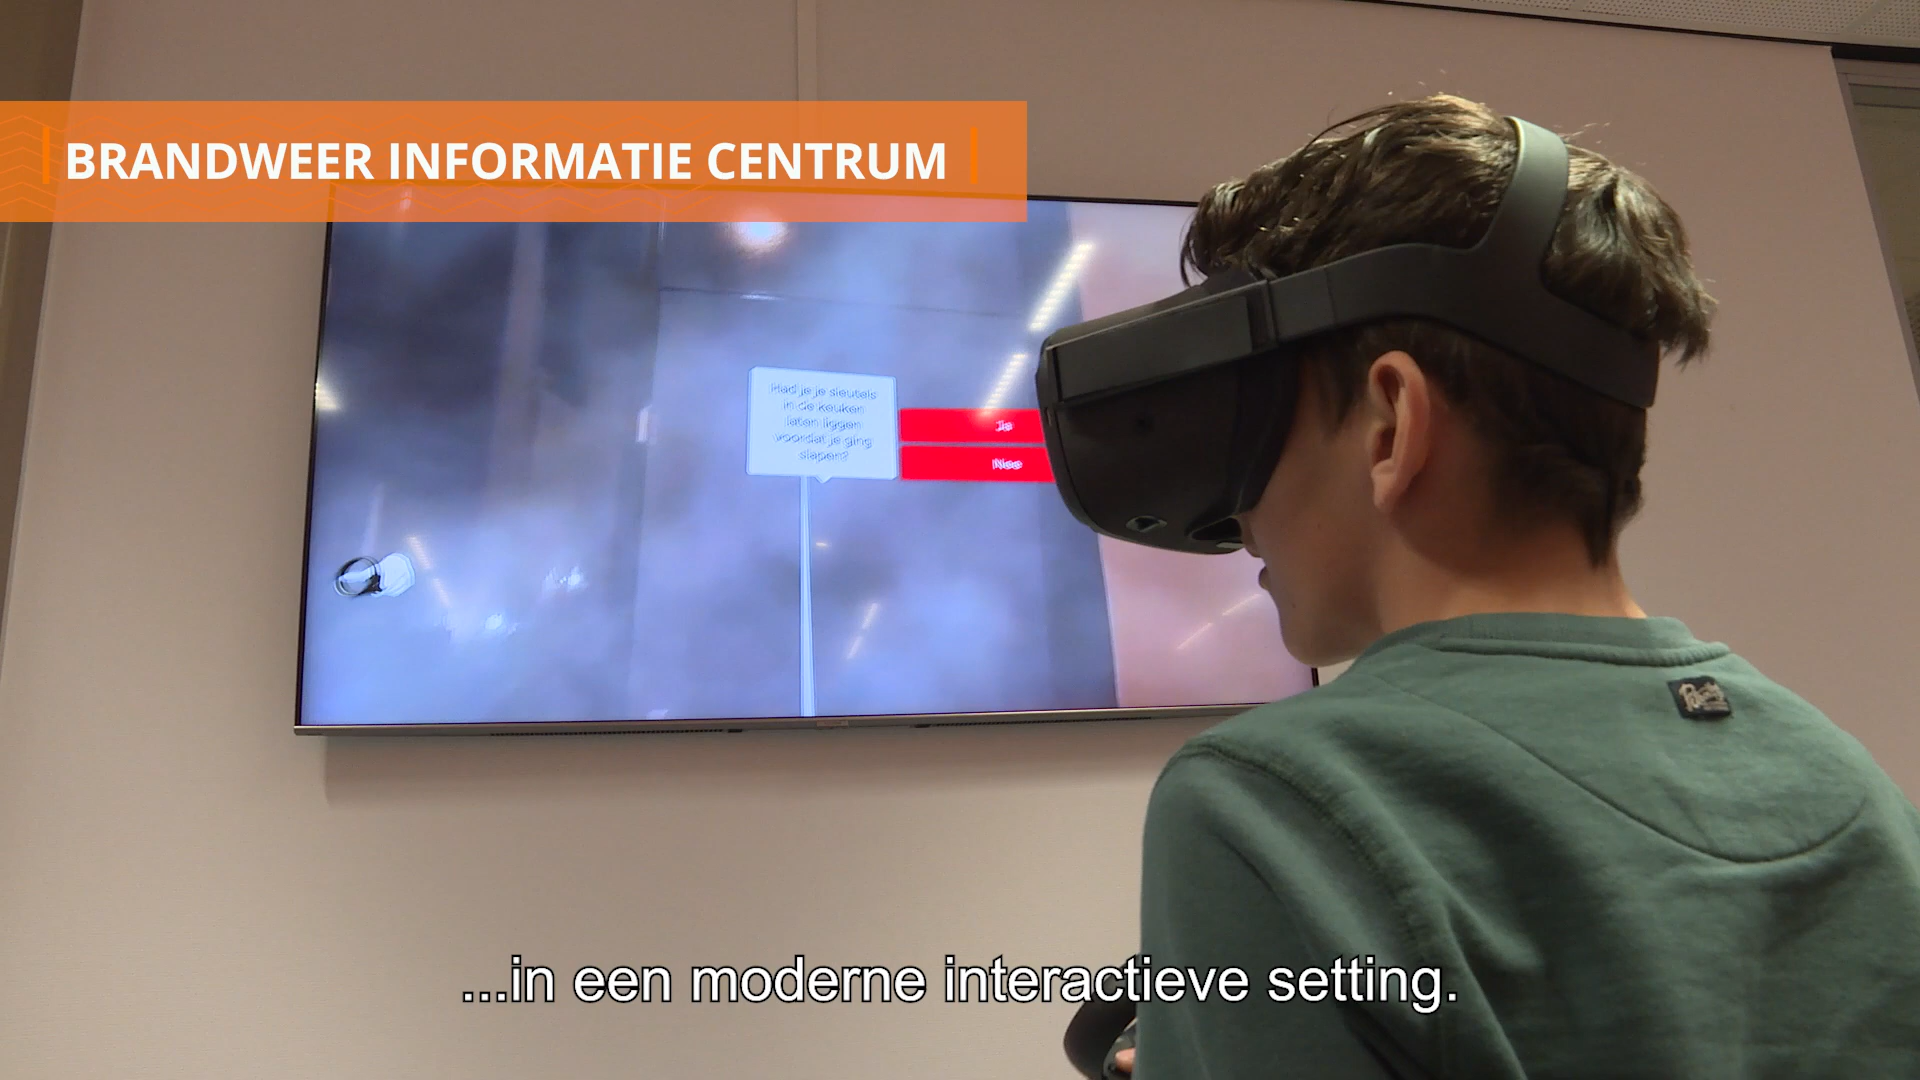 BRANDWEER INFORMATIE CENTRUM
Had je je sleutels
in de keuken
laten liggen
voordat je ging
slapen?
Ja
Nee
...in een moderne interactieve setting.